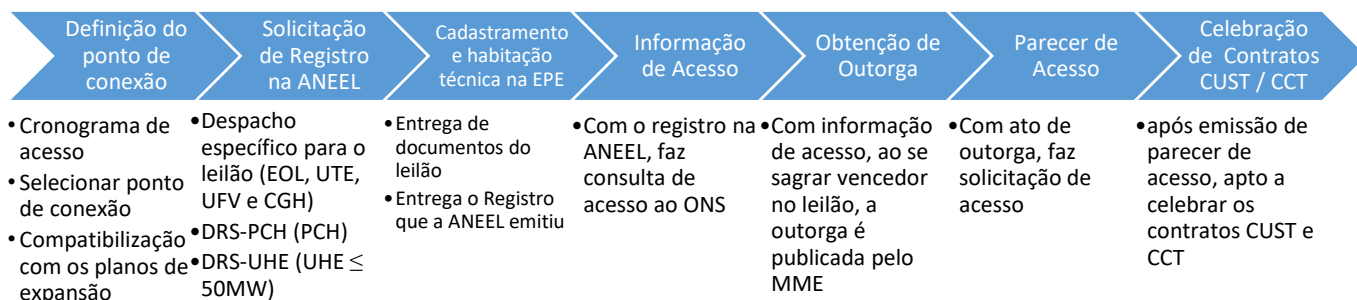 Definição do
ponto de
conexão
Solicitação
de Registro
na ANEEL
Cadastramento
e habitação
técnica na EPE
Informação
de Acesso
Obtenção de
Outorga
Parecer de
Acesso
Celebração
de Contratos
CUST / CCT
• Cronograma de
acesso
• Selecionar ponto
de conexão
• Compatibilização
com os planos de
expansão
• Despacho
específico para o
leilão (EOL, UTE,
UFV e CGH)
• DRS-PCH (PCH)
• DRS-UHE (UHE ≤
50MW)
• Entrega de
documentos do
leilão
• Entrega o Registro
que a ANEEL emitiu
• Com o registro na
ANEEL, faz
consulta de
acesso ao ONS
• Com informação
de acesso, ao se
sagrar vencedor
no leilão, a
outorga é
publicada pelo
MME
• Com ato de
outorga, faz
solicitação de
acesso
• após emissão de
parecer de
acesso, apto a
celebrar os
contratos CUST e
CCT